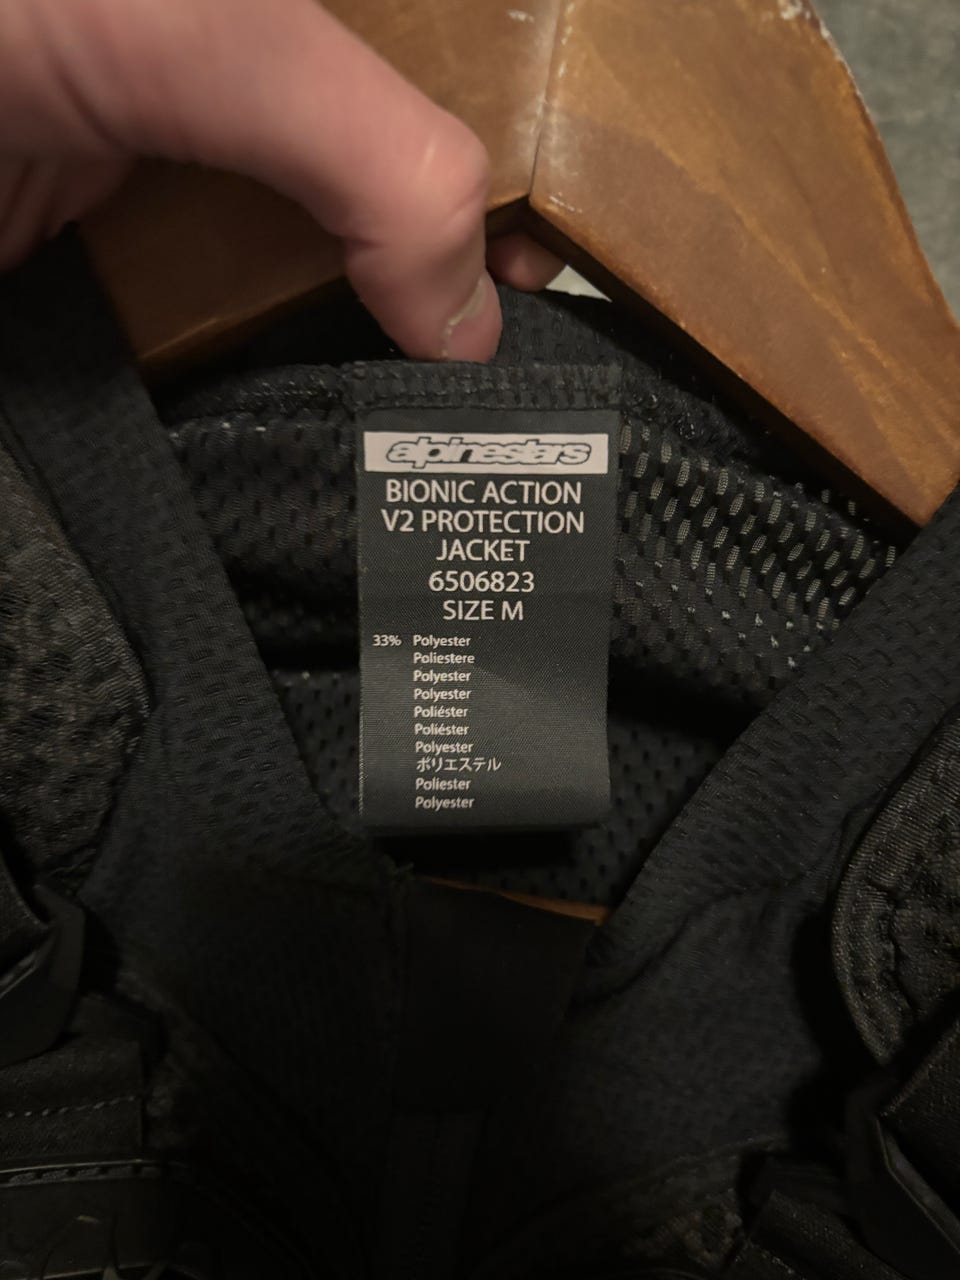 alpinestars
BIONIC ACTION
V2 PROTECTION
JACKET
6506823
SIZE M
33% Polyester
Poliestere
Polyester
Polyester
Poliéster
Poliéster
Polyester
ポリエステル
Poliester
Polyester